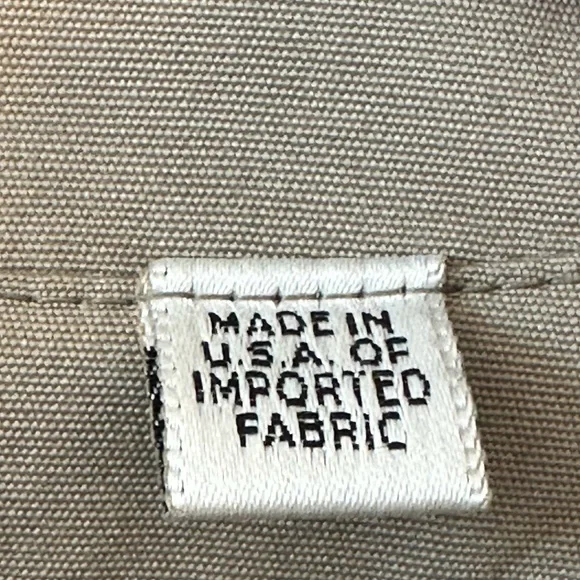 MADE IN
U.S.A. OF
IMPORTED
FABRIC